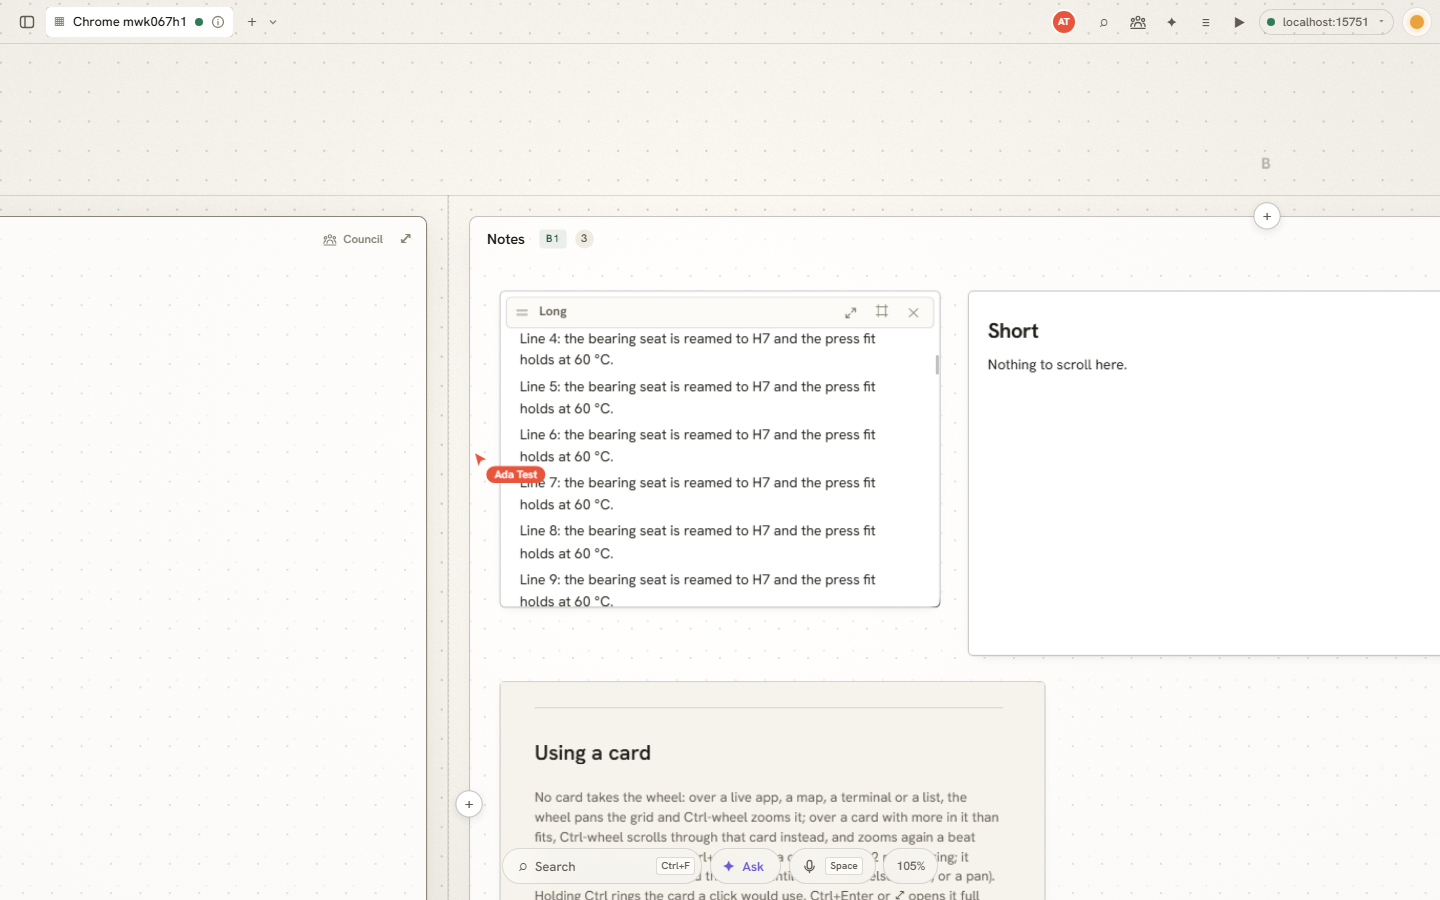 Chrome mwk067h1
AT
localhost:15751
B
Council
Notes B1 3
Long
Line 4: the bearing seat is reamed to H7 and the press fit
holds at 60 °C.
Line 5: the bearing seat is reamed to H7 and the press fit
holds at 60 °C.
Line 6: the bearing seat is reamed to H7 and the press fit
holds at 60 °C.
Ada Test
Line 7: the bearing seat is reamed to H7 and the press fit
holds at 60 °C.
Line 8: the bearing seat is reamed to H7 and the press fit
holds at 60 °C.
Line 9: the bearing seat is reamed to H7 and the press fit
holds at 60 °C.
Short
Nothing to scroll here.
Using a card
No card takes the wheel: over a live app, a map, a terminal or a list, the
wheel pans the grid and Ctrl-wheel zooms it; over a card with more in it than
fits, Ctrl-wheel scrolls through that card instead, and zooms again a beat
it
or a pan).
Holding Ctrl rings the card a click would use. Ctrl+Enter or ⤢ opens it full
Search Ctrl+F
Ask
Space
105%